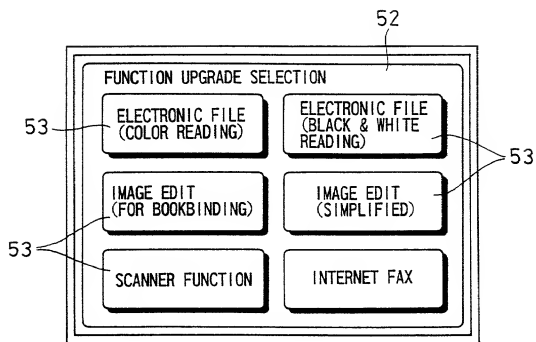 52
FUNCTION UPGRADE SELECTION
53
ELECTRONIC FILE
(COLOR READING)
ELECTRONIC FILE
(BLACK & WHITE
READING)
53
IMAGE EDIT
(FOR BOOKBINDING)
IMAGE EDIT
(SIMPLIFIED)
53
SCANNER FUNCTION
INTERNET FAX